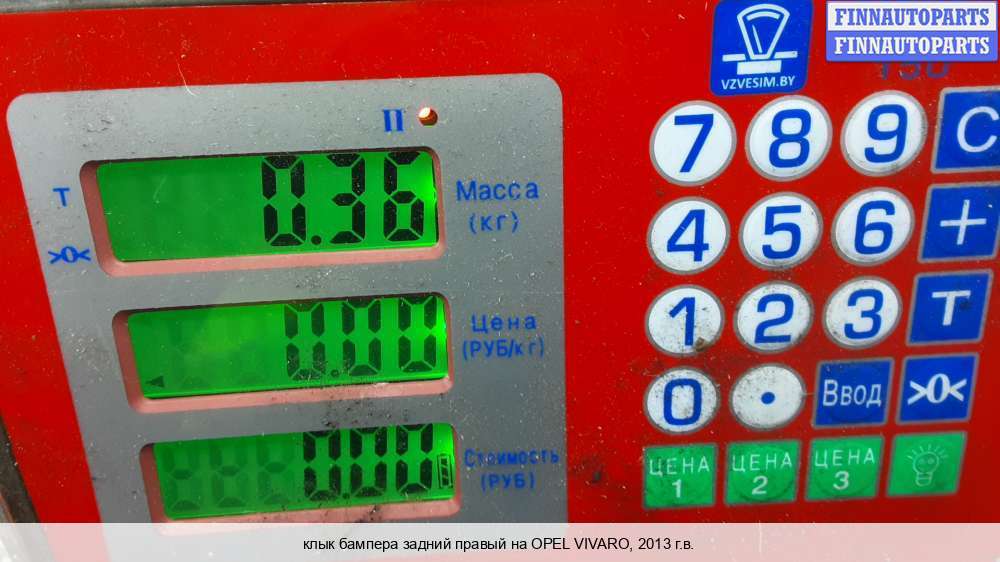 FINNAUTOPARTS
FINNAUTOPARTS
VZVESIM.BY
II
T
0.36
Масса
(кг)
>0<
0.00
Цена
(РУБ/кг)
0.00
Стоимость
(РУБ)
7 8 9 C
4 5 6 +
1 2 3 T
0 . Ввод >0<
ЦЕНА 1
ЦЕНА 2
ЦЕНА 3
клык бампера задний правый на OPEL VIVARO, 2013 г.в.